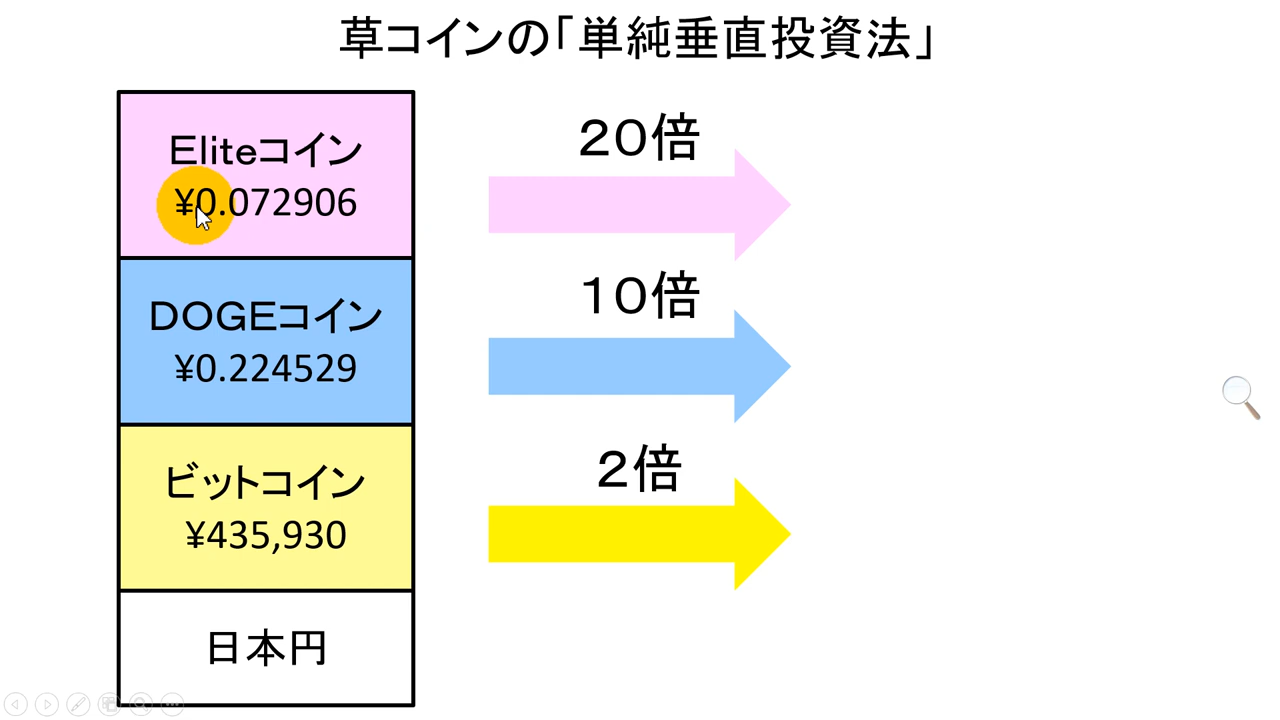 草コインの「単純垂直投資法」
Eliteコイン
¥0.072906
20倍
DOGEコイン
¥0.224529
10倍
ビットコイン
¥435,930
2倍
日本円